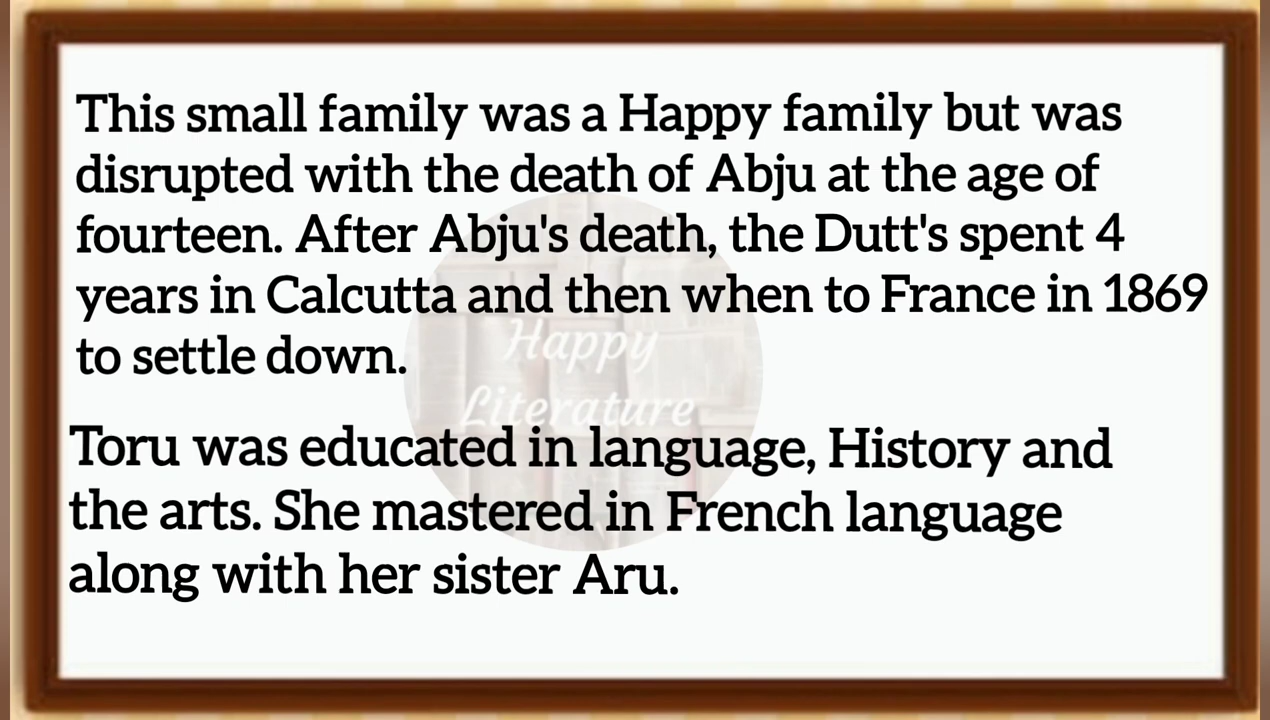 This small family was a Happy family but was
disrupted with the death of Abju at the age of
fourteen. After Abju's death, the Dutt's spent 4
years in Calcutta and then when to France in 1869
to settle down.
Happy
Literature
Toru was educated in language, History and
the arts. She mastered in French language
along with her sister Aru.